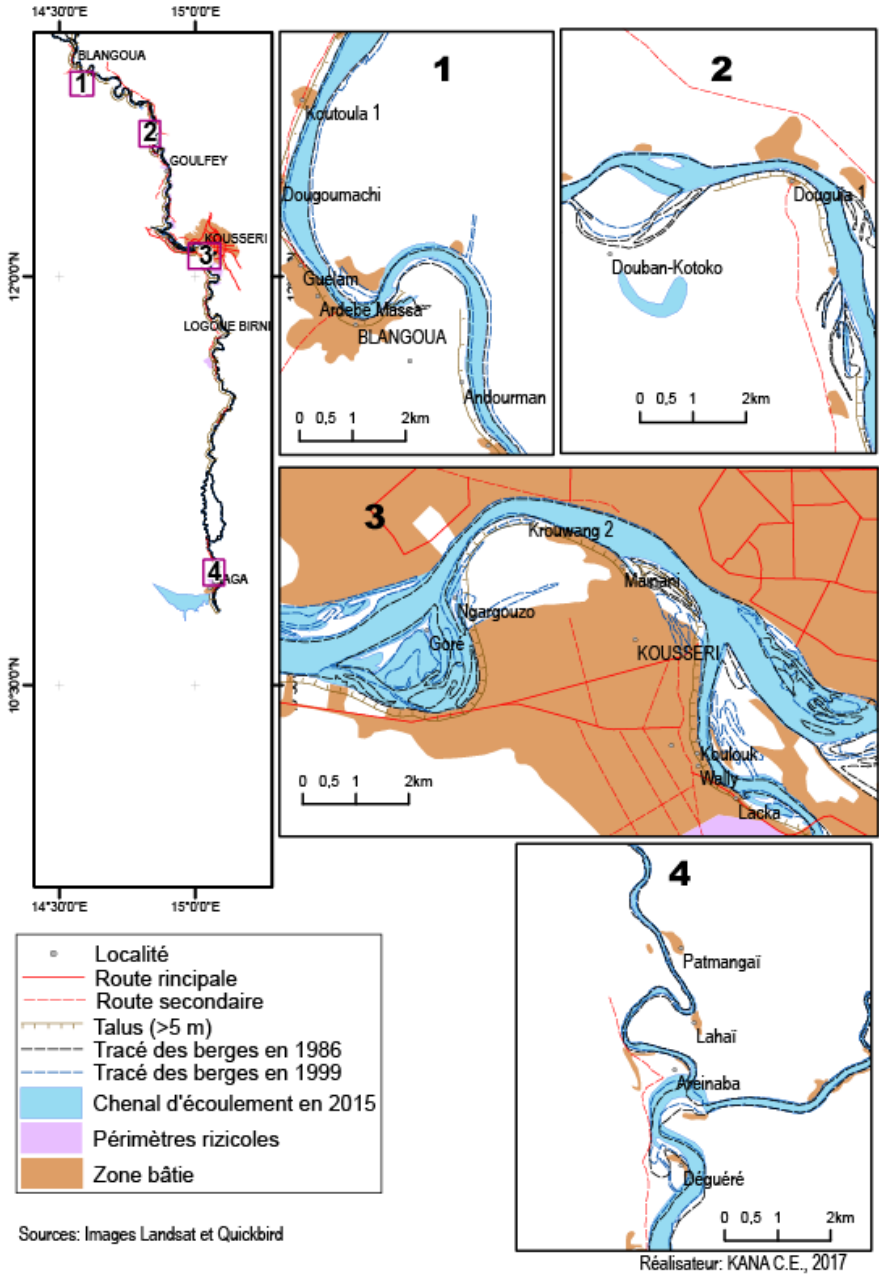 14°30'0"E
15°0'0"E
BLANGOUA
1
2
GOULFEY
KOUSSERI
3
12°0'0"N
LOGONE BIRNI
4
10°30'0"N
14°30'0"E
15°0'0"E
1
Koutoula 1
Dougoumachi
Guelam
Ardebe Massa
BLANGOUA
Andourman
0 0,5 1 2km
2
Douguia 1
Douban-Kotoko
0 0,5 1 2km
3
Krouwang 2
Mainani
Ngargouzo
Goré
KOUSSERI
Koulouk
Wally
Lacka
0 0,5 1 2km
4
Patmangaï
Lahaï
Areinaba
Déguéré
0 0,5 1 2km
Localité
Route rincipale
Route secondaire
Talus (>5 m)
Tracé des berges en 1986
Tracé des berges en 1999
Chenal d'écoulement en 2015
Périmètres rizicoles
Zone bâtie
Sources: Images Landsat et Quickbird
Réalisateur: KANA C.E., 2017